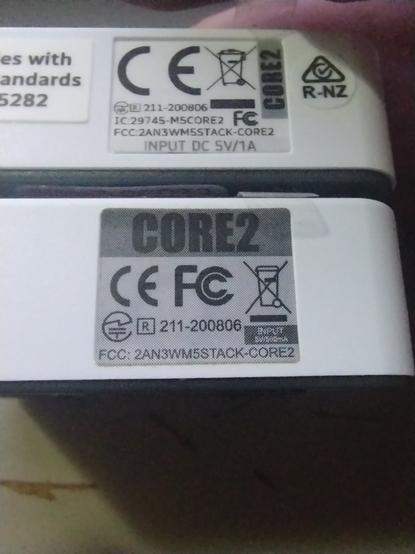 es with
tandards
5282
CE
CORE2
R 211-200806
IC:29745-M5CORE2 FC
FCC:2AN3WM5STACK-CORE2
INPUT DC 5V/1A
R-NZ
CORE2
CE FC
R 211-200806
INPUT
5V/500mA
FCC: 2AN3WM5STACK-CORE2